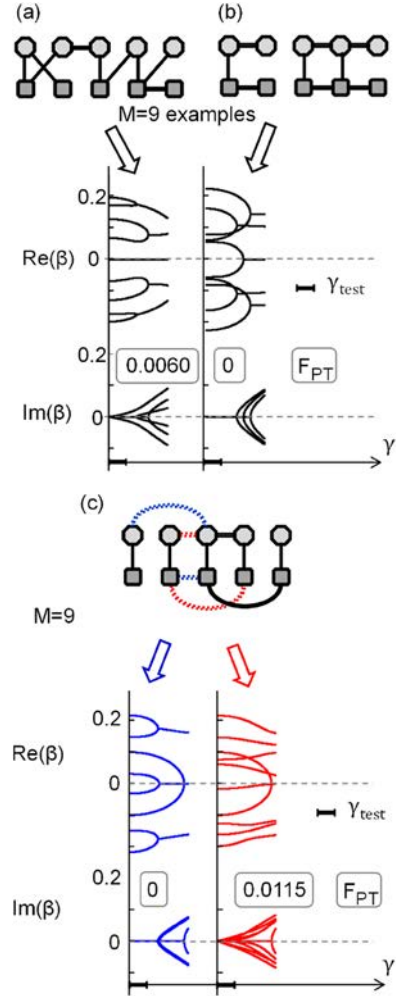 (a) (b)
M=9 examples
0.2
Re(β) 0
γtest
0.2 0.0060 0 FPT
Im(β) 0
γ
(c)
M=9
0.2
Re(β) 0
γtest
0.2 0 0.0115 FPT
Im(β) 0
γ